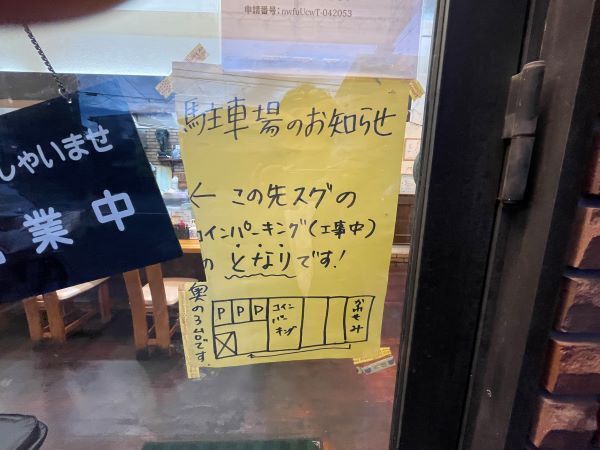 申請番号:nwfuUcwT-042053
しゃいませ
業中
駐車場のお知らせ
← この先スグの
コインパーキング(工事中)
の となりです!
P P P
コイン
パー
キング
奥の3台です。